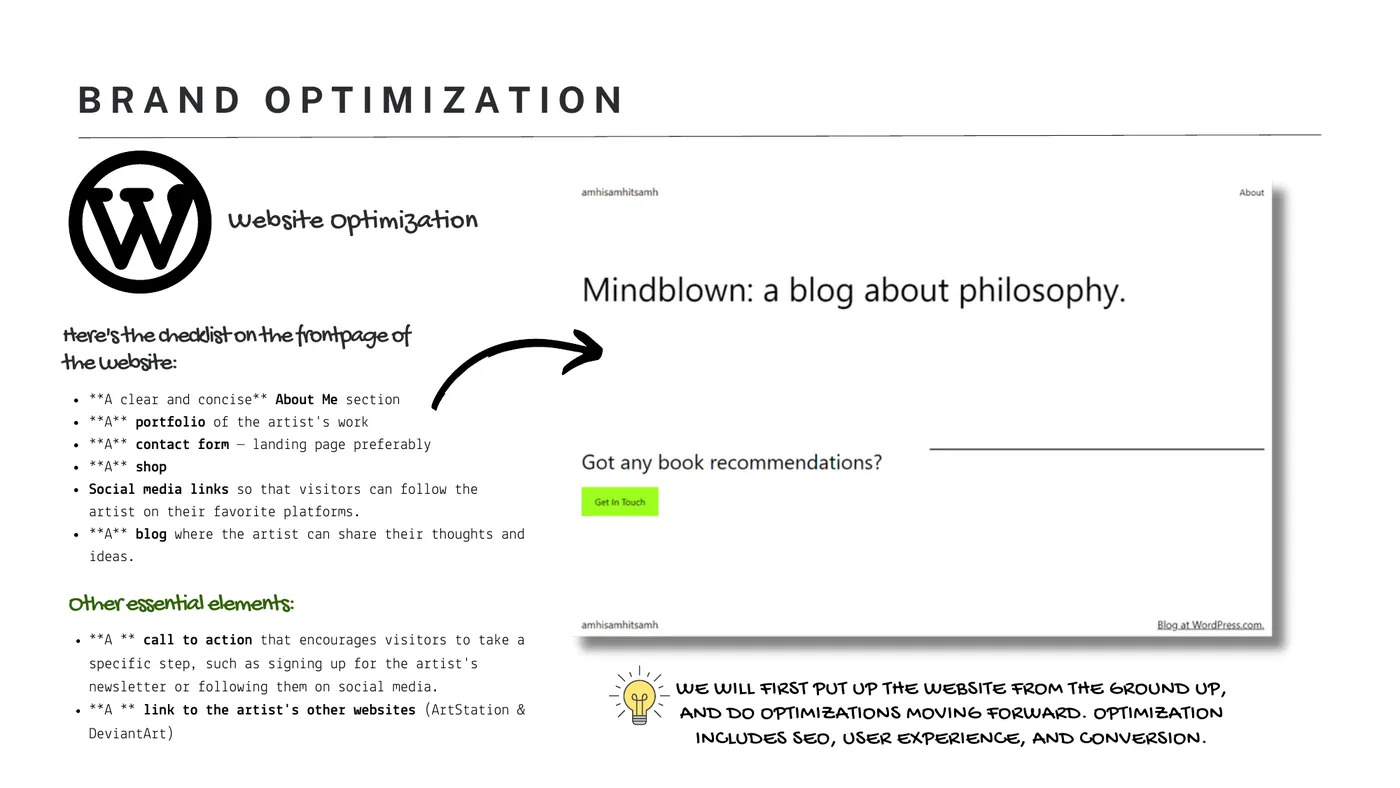 BRAND OPTIMIZATION
Website Optimization
Here's the checklist on the frontpage of
the website:
• **A clear and concise** About Me section
• **A** portfolio of the artist's work
• **A** contact form – landing page preferably
• **A** shop
• Social media links so that visitors can follow the
artist on their favorite platforms.
• **A** blog where the artist can share their thoughts and
ideas.
Other essential elements:
• **A ** call to action that encourages visitors to take a
specific step, such as signing up for the artist's
newsletter or following them on social media.
• **A ** link to the artist's other websites (ArtStation &
DeviantArt)
amhisamhitsamh
About
Mindblown: a blog about philosophy.
Got any book recommendations?
Get In Touch
amhisamhitsamh
Blog at WordPress.com.
WE WILL FIRST PUT UP THE WEBSITE FROM THE GROUND UP,
AND DO OPTIMIZATIONS MOVING FORWARD. OPTIMIZATION
INCLUDES SEO, USER EXPERIENCE, AND CONVERSION.